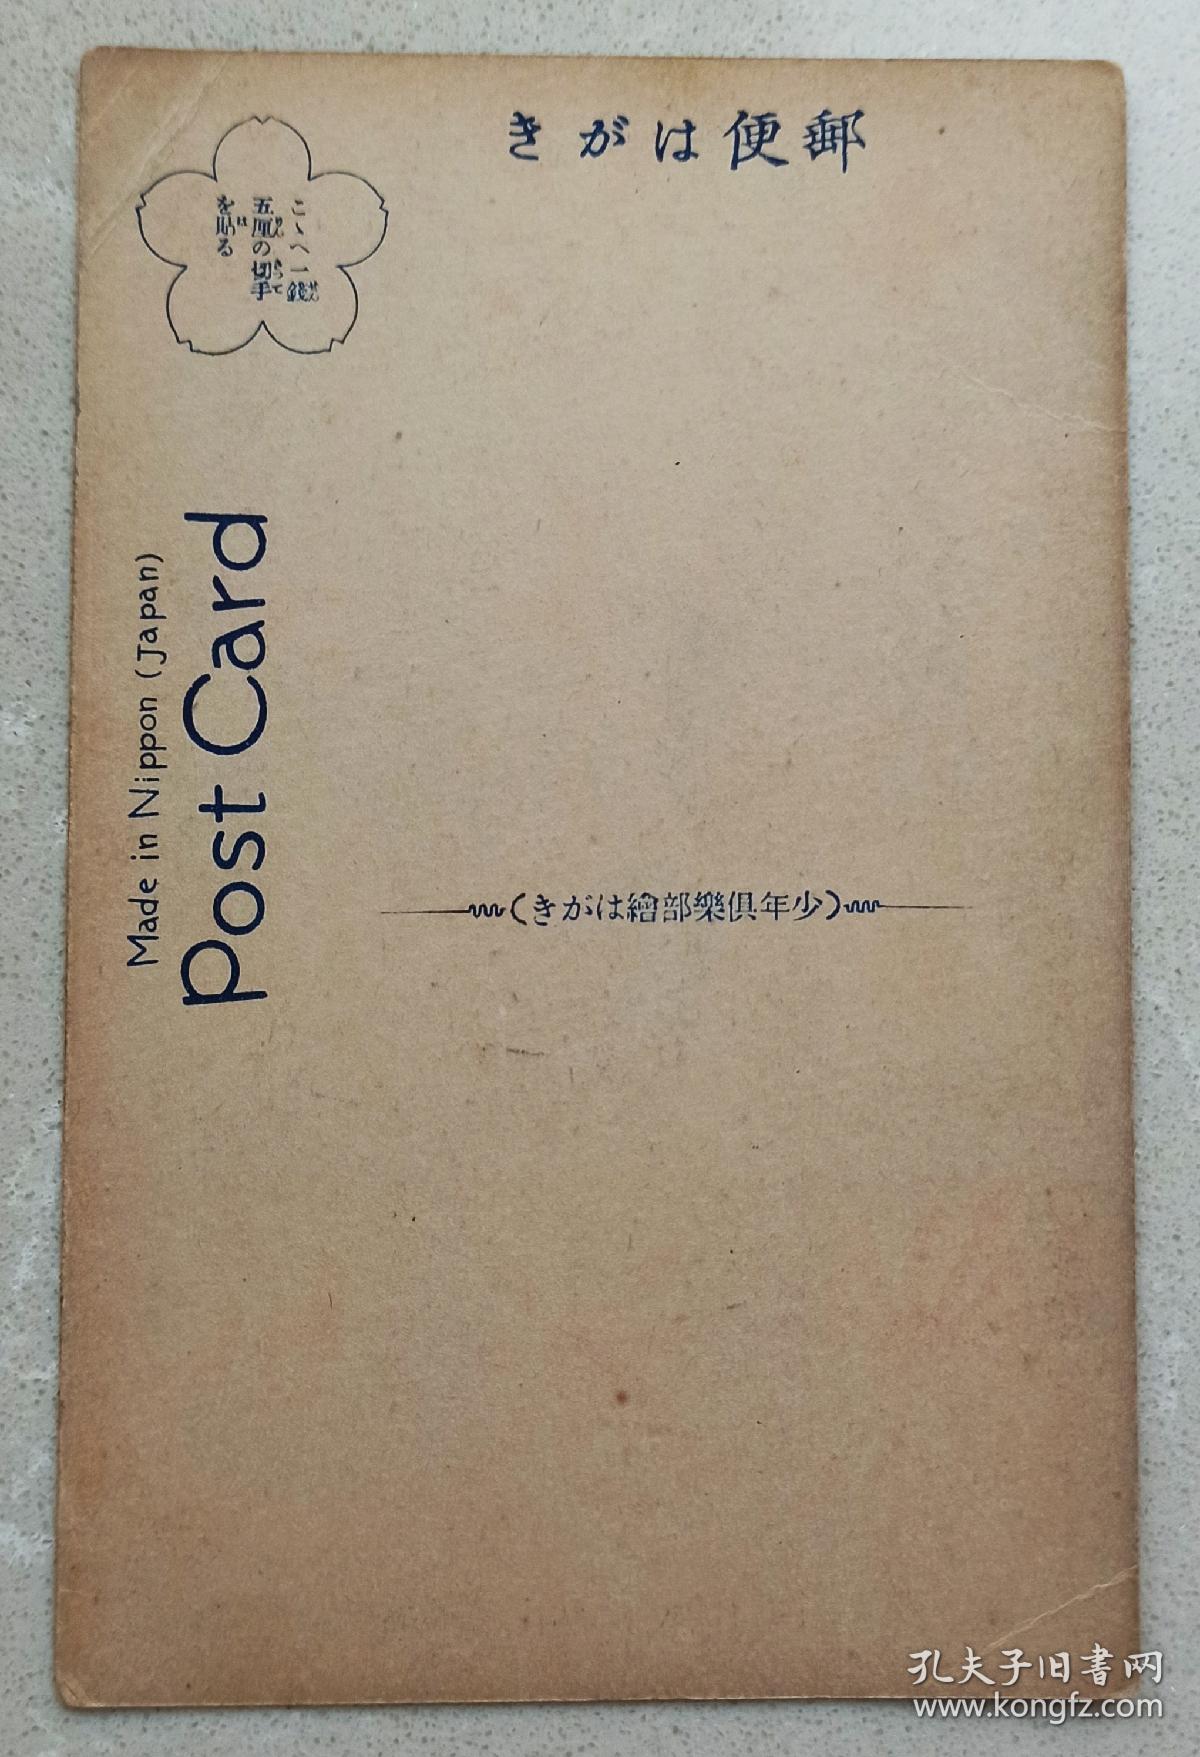 郵便はがき
こゝへ一錢
五厘の切手
を貼る
Made in Nippon (Japan)
Post Card
(少年倶樂部繪はがき)
孔夫子旧书网
www.kongfz.com